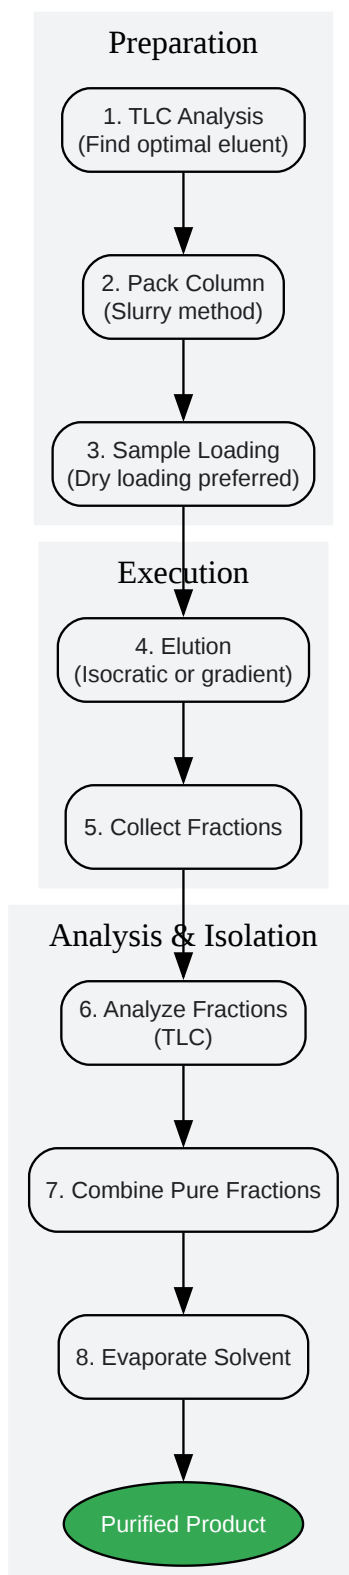 Preparation
1. TLC Analysis
(Find optimal eluent)
2. Pack Column
(Slurry method)
3. Sample Loading
(Dry loading preferred)
Execution
4. Elution
(Isocratic or gradient)
5. Collect Fractions
Analysis & Isolation
6. Analyze Fractions
(TLC)
7. Combine Pure Fractions
8. Evaporate Solvent
Purified Product